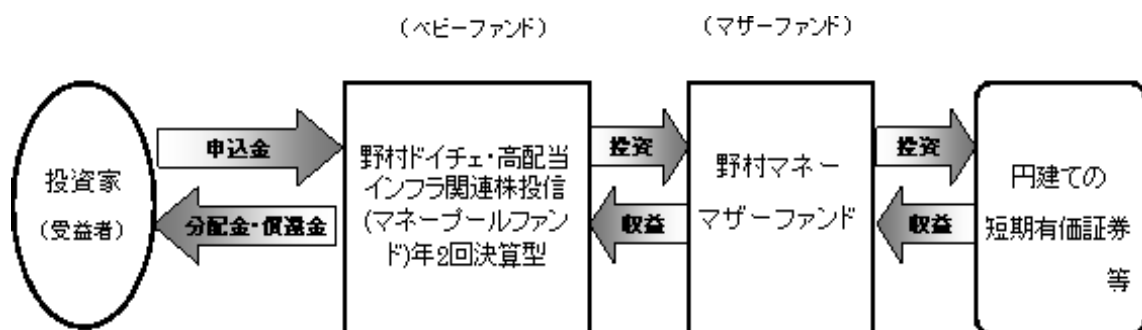 （ベビーファンド）
（マザーファンド）
投資家
（受益者）
申込金
分配金・償還金
野村ドイチェ・高配当
インフラ関連株投信
(マネープールファン
ド)年2回決算型
投資
収益
野村マネー
マザーファンド
投資
収益
円建ての
短期有価証券
等